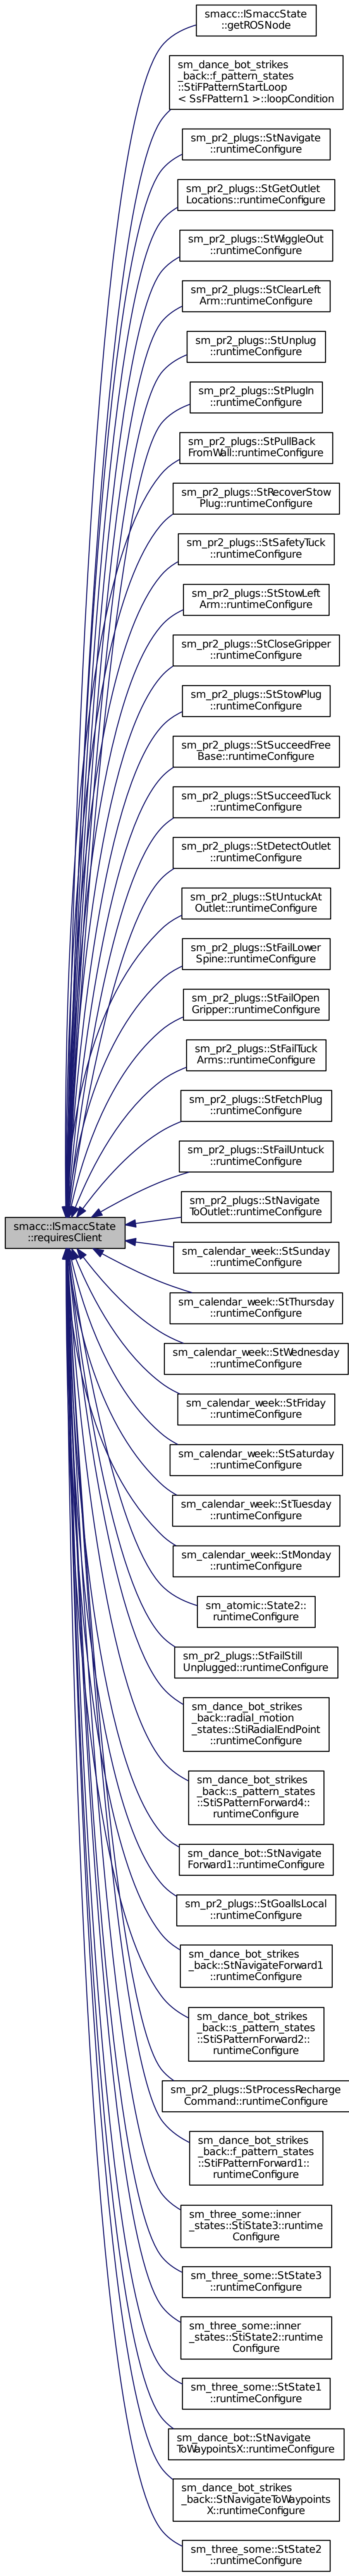 smacc::ISmaccState
::getROSNode
sm_dance_bot_strikes
_back::f_pattern_states
::StiFPatternStartLoop
< SsFPattern1 >::loopCondition
sm_pr2_plugs::StNavigate
::runtimeConfigure
sm_pr2_plugs::StGetOutlet
Locations::runtimeConfigure
sm_pr2_plugs::StWiggleOut
::runtimeConfigure
sm_pr2_plugs::StClearLeft
Arm::runtimeConfigure
sm_pr2_plugs::StUnplug
::runtimeConfigure
sm_pr2_plugs::StPlugIn
::runtimeConfigure
sm_pr2_plugs::StPullBack
FromWall::runtimeConfigure
sm_pr2_plugs::StRecoverStow
Plug::runtimeConfigure
sm_pr2_plugs::StSafetyTuck
::runtimeConfigure
sm_pr2_plugs::StStowLeft
Arm::runtimeConfigure
sm_pr2_plugs::StCloseGripper
::runtimeConfigure
sm_pr2_plugs::StStowPlug
::runtimeConfigure
sm_pr2_plugs::StSucceedFree
Base::runtimeConfigure
sm_pr2_plugs::StSucceedTuck
::runtimeConfigure
sm_pr2_plugs::StDetectOutlet
::runtimeConfigure
sm_pr2_plugs::StUntuckAt
Outlet::runtimeConfigure
sm_pr2_plugs::StFailLower
Spine::runtimeConfigure
sm_pr2_plugs::StFailOpen
Gripper::runtimeConfigure
sm_pr2_plugs::StFailTuck
Arms::runtimeConfigure
sm_pr2_plugs::StFetchPlug
::runtimeConfigure
sm_pr2_plugs::StFailUntuck
::runtimeConfigure
sm_pr2_plugs::StNavigate
ToOutlet::runtimeConfigure
smacc::ISmaccState
::requiresClient
sm_calendar_week::StSunday
::runtimeConfigure
sm_calendar_week::StThursday
::runtimeConfigure
sm_calendar_week::StWednesday
::runtimeConfigure
sm_calendar_week::StFriday
::runtimeConfigure
sm_calendar_week::StSaturday
::runtimeConfigure
sm_calendar_week::StTuesday
::runtimeConfigure
sm_calendar_week::StMonday
::runtimeConfigure
sm_atomic::State2::
runtimeConfigure
sm_pr2_plugs::StFailStill
Unplugged::runtimeConfigure
sm_dance_bot_strikes
_back::radial_motion
_states::StiRadialEndPoint
::runtimeConfigure
sm_dance_bot_strikes
_back::s_pattern_states
::StiSPatternForward4::
runtimeConfigure
sm_dance_bot::StNavigate
Forward1::runtimeConfigure
sm_pr2_plugs::StGoalIsLocal
::runtimeConfigure
sm_dance_bot_strikes
_back::StNavigateForward1
::runtimeConfigure
sm_dance_bot_strikes
_back::s_pattern_states
::StiSPatternForward2::
runtimeConfigure
sm_pr2_plugs::StProcessRecharge
Command::runtimeConfigure
sm_dance_bot_strikes
_back::f_pattern_states
::StiFPatternForward1::
runtimeConfigure
sm_three_some::inner
_states::StiState3::runtime
Configure
sm_three_some::StState3
::runtimeConfigure
sm_three_some::inner
_states::StiState2::runtime
Configure
sm_three_some::StState1
::runtimeConfigure
sm_dance_bot::StNavigate
ToWaypointsX::runtimeConfigure
sm_dance_bot_strikes
_back::StNavigateToWaypoints
X::runtimeConfigure
sm_three_some::StState2
::runtimeConfigure